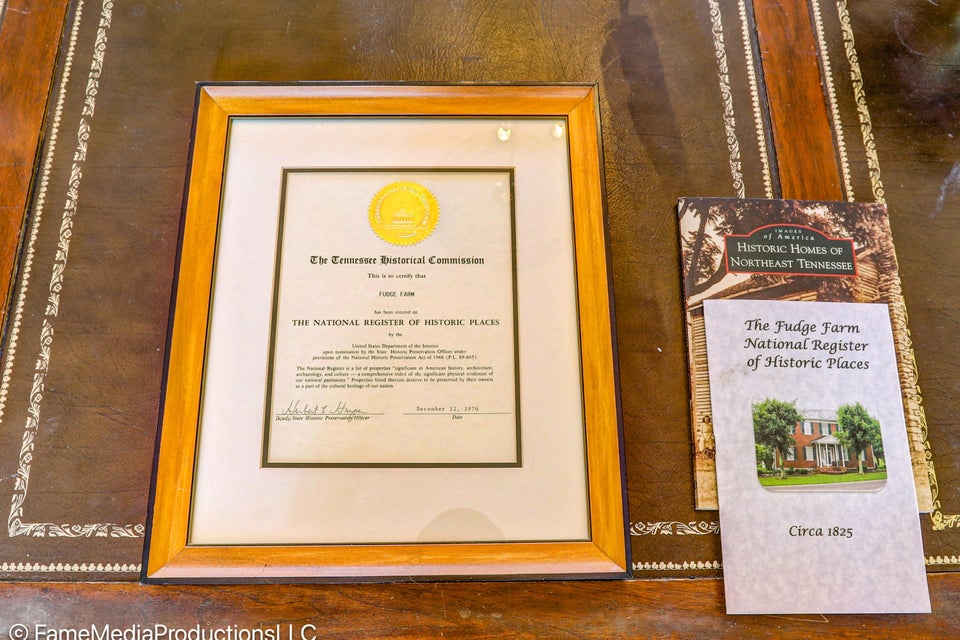 The Tennessee Historical Commission
This is to certify that
FUDGE FARM
has been entered on
THE NATIONAL REGISTER OF HISTORIC PLACES
by the
United States Department of the Interior
upon nomination by the State Historic Preservation Officer under
provisions of the National Historic Preservation Act of 1966 (P.L. 89-665).
The National Register is a list of properties "significant in American history, architecture,
archaeology, and culture — a comprehensive index of the significant physical evidences of
our national patrimony." Properties listed thereon deserve to be preserved by their owners
as a part of the cultural heritage of our nation.
December 12, 1976
Deputy State Historic Preservation Officer
Date
IMAGES
of America
HISTORIC HOMES OF
NORTHEAST TENNESSEE
The Fudge Farm
National Register
of Historic Places
Circa 1825
© FameMediaProductionsLLC